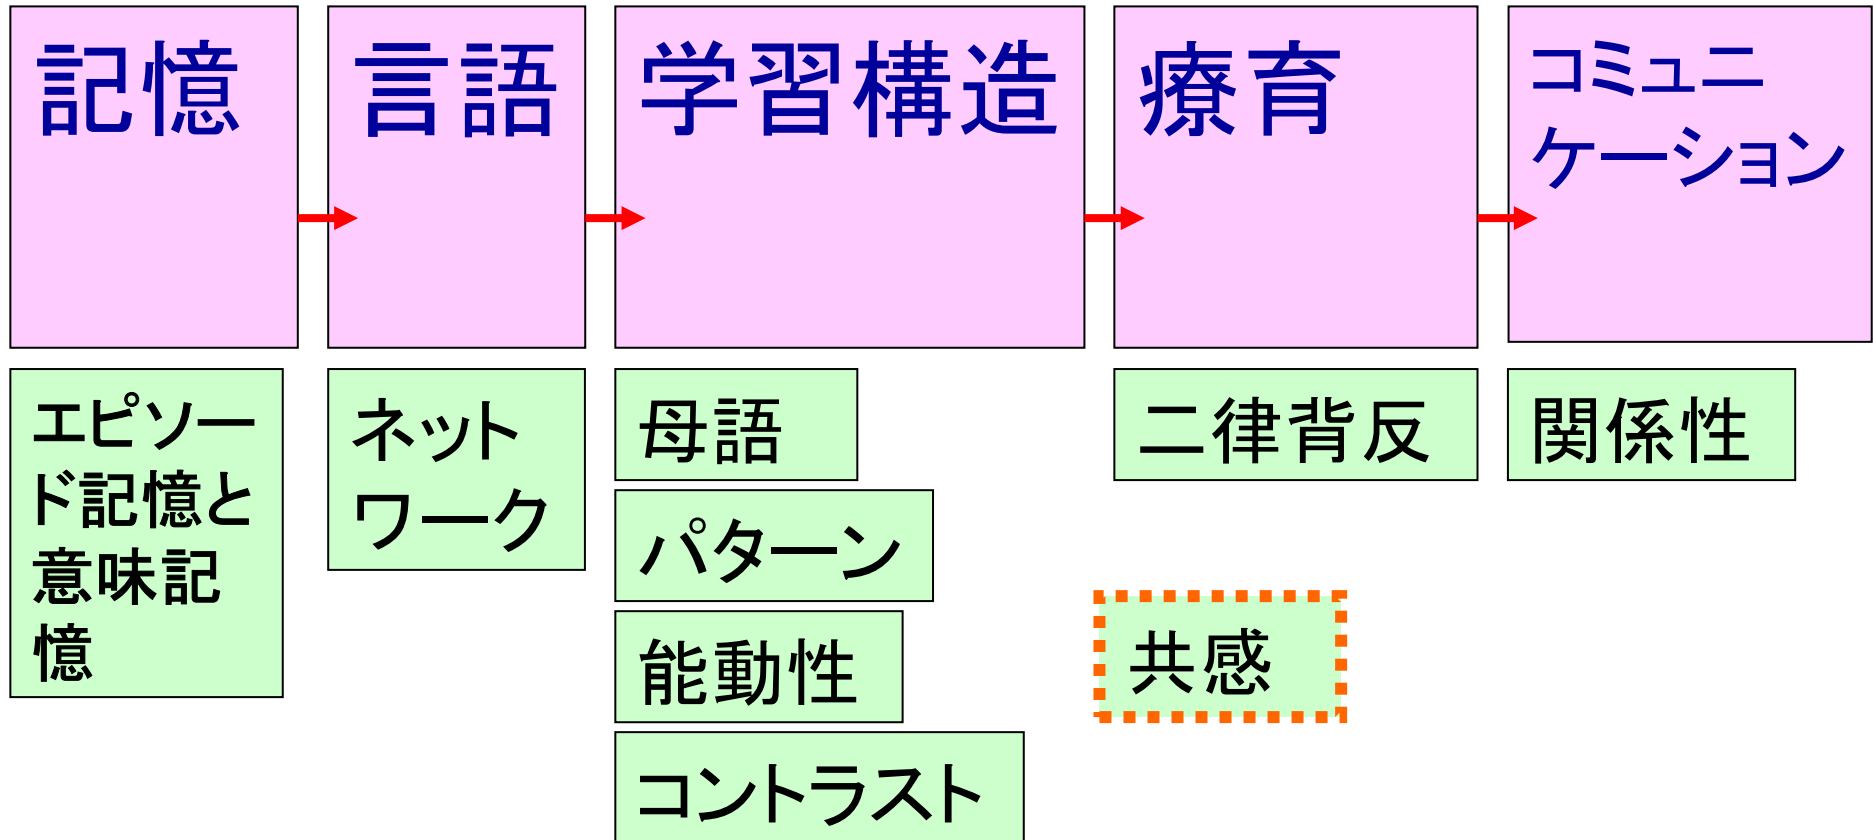 記憶
言語
学習構造
療育
コミュニ
ケーション
エピソー
ド記憶と
意味記
憶
ネット
ワーク
母語
パターン
能動性
コントラスト
二律背反
共感
関係性